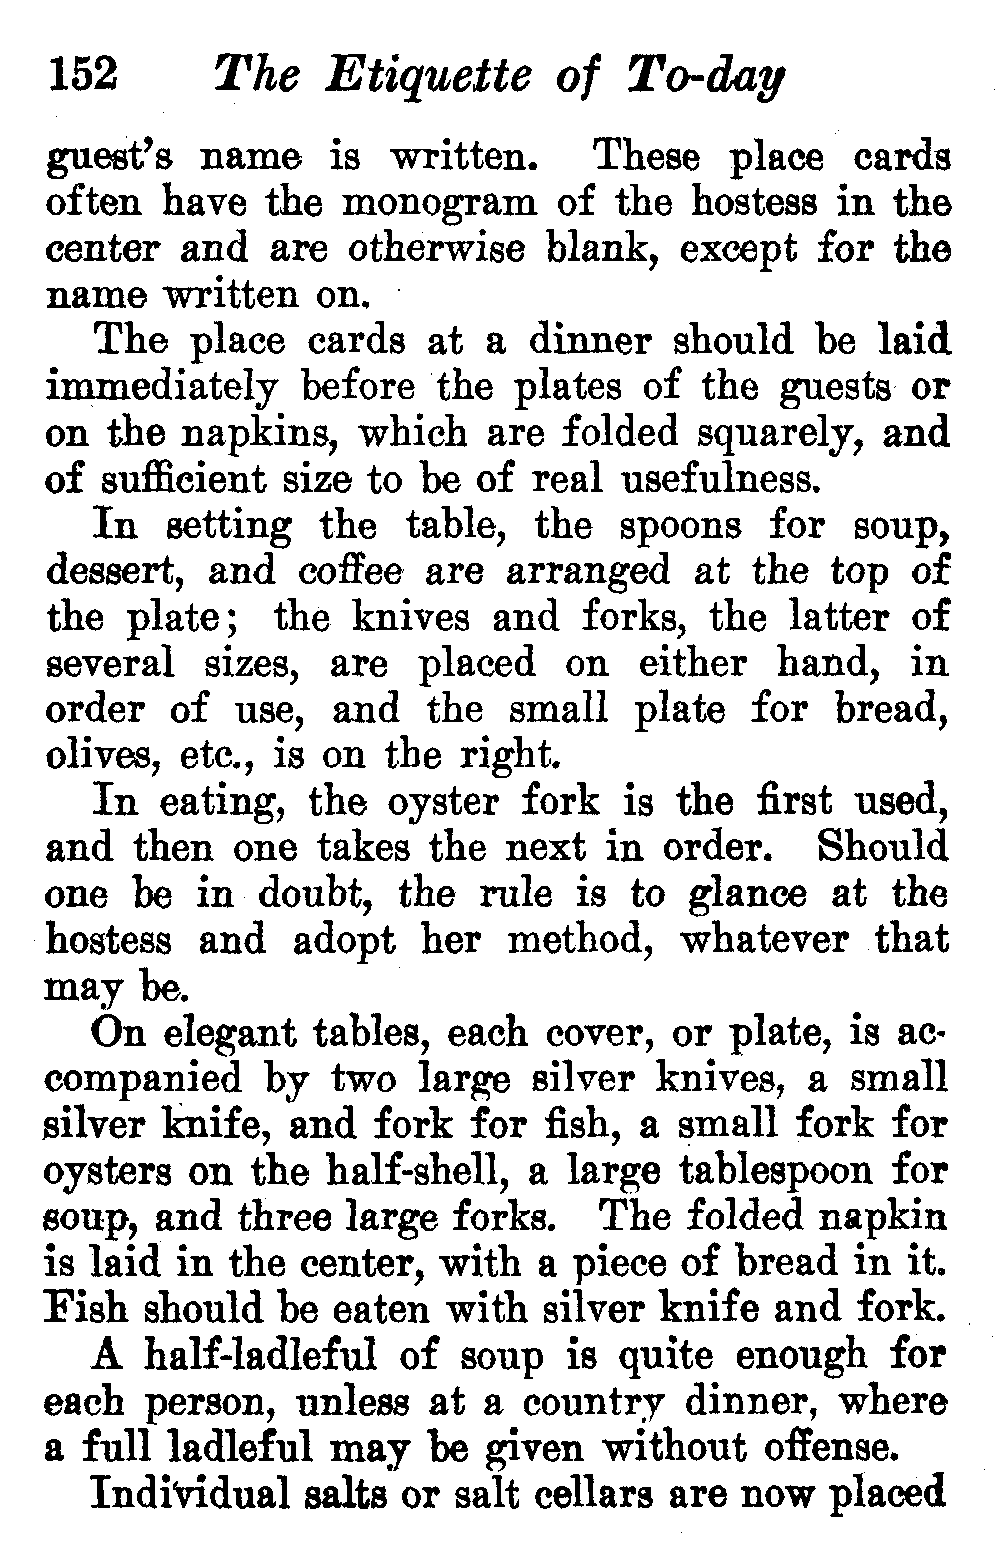 152 The Etiquette of To-day
guest's name is written. These place cards
often have the monogram of the hostess in the
center and are otherwise blank, except for the
name written on.
The place cards at a dinner should be laid
immediately before the plates of the guests or
on the napkins, which are folded squarely, and
of sufficient size to be of real usefulness.
In setting the table, the spoons for soup,
dessert, and coffee are arranged at the top of
the plate; the knives and forks, the latter of
several sizes, are placed on either hand, in
order of use, and the small plate for bread,
olives, etc., is on the right.
In eating, the oyster fork is the first used,
and then one takes the next in order. Should
one be in doubt, the rule is to glance at the
hostess and adopt her method, whatever that
may be.
On elegant tables, each cover, or plate, is ac-
companied by two large silver knives, a small
silver knife, and fork for fish, a small fork for
oysters on the half-shell, a large tablespoon for
soup, and three large forks. The folded napkin
is laid in the center, with a piece of bread in it.
Fish should be eaten with silver knife and fork.
A half-ladleful of soup is quite enough for
each person, unless at a country dinner, where
a full ladleful may be given without offense.
Individual salts or salt cellars are now placed